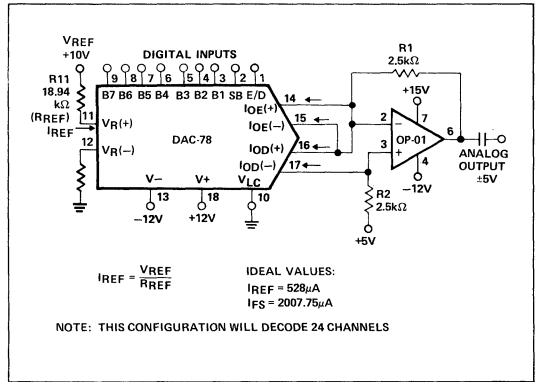 VREF
+10V
DIGITAL INPUTS
R11
18.94
kΩ
(RREF)
IREF
9 8 7 6 5 4 3 2 1
B7 B6 B5 B4 B3 B2 B1 SB E/D
11
VR(+)
12
VR(-)
DAC-78
IOE(+)
14
IOE(-)
15
IOD(+)
16
IOD(-)
17
V-
V+
VLC
13
18
10
-12V
+12V
R1
2.5kΩ
+15V
7
2
-
OP-01
6
3
+
4
-12V
ANALOG
OUTPUT
±5V
R2
2.5kΩ
+5V
IREF = VREF
RREF
IDEAL VALUES:
IREF = 528μA
IFS = 2007.75μA
NOTE: THIS CONFIGURATION WILL DECODE 24 CHANNELS